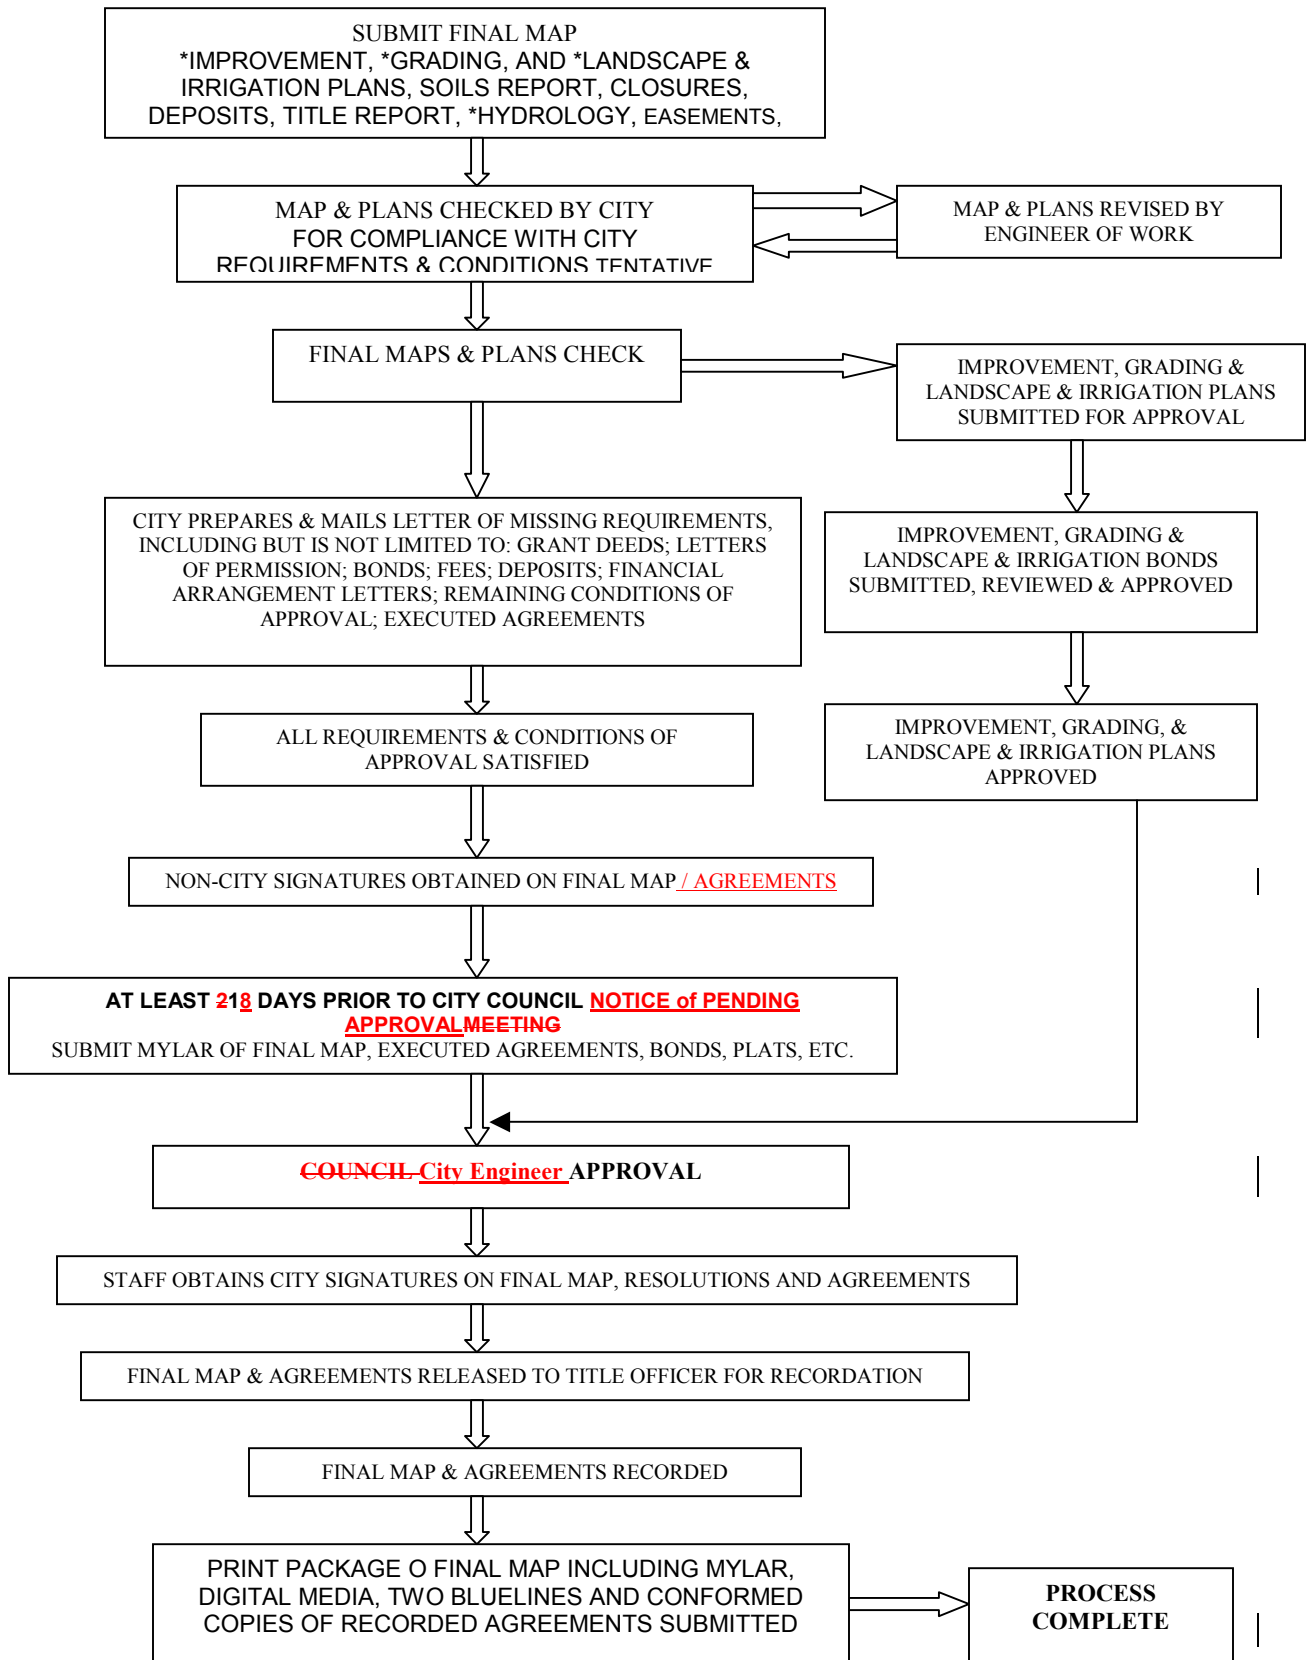 SUBMIT FINAL MAP
*IMPROVEMENT, *GRADING, AND *LANDSCAPE &
IRRIGATION PLANS, SOILS REPORT, CLOSURES,
DEPOSITS, TITLE REPORT, *HYDROLOGY, EASEMENTS,
MAP & PLANS CHECKED BY CITY
FOR COMPLIANCE WITH CITY
REQUIREMENTS & CONDITIONS TENTATIVE
MAP & PLANS REVISED BY
ENGINEER OF WORK
FINAL MAPS & PLANS CHECK
IMPROVEMENT, GRADING &
LANDSCAPE & IRRIGATION PLANS
SUBMITTED FOR APPROVAL
CITY PREPARES & MAILS LETTER OF MISSING REQUIREMENTS,
INCLUDING BUT IS NOT LIMITED TO: GRANT DEEDS; LETTERS
OF PERMISSION; BONDS; FEES; DEPOSITS; FINANCIAL
ARRANGEMENT LETTERS; REMAINING CONDITIONS OF
APPROVAL; EXECUTED AGREEMENTS
IMPROVEMENT, GRADING &
LANDSCAPE & IRRIGATION BONDS
SUBMITTED, REVIEWED & APPROVED
ALL REQUIREMENTS & CONDITIONS OF
APPROVAL SATISFIED
IMPROVEMENT, GRADING, &
LANDSCAPE & IRRIGATION PLANS
APPROVED
NON-CITY SIGNATURES OBTAINED ON FINAL MAP / AGREEMENTS
AT LEAST 218 DAYS PRIOR TO CITY COUNCIL NOTICE of PENDING
APPROVALMEETING
SUBMIT MYLAR OF FINAL MAP, EXECUTED AGREEMENTS, BONDS, PLATS, ETC.
COUNCIL City Engineer APPROVAL
STAFF OBTAINS CITY SIGNATURES ON FINAL MAP, RESOLUTIONS AND AGREEMENTS
FINAL MAP & AGREEMENTS RELEASED TO TITLE OFFICER FOR RECORDATION
FINAL MAP & AGREEMENTS RECORDED
PRINT PACKAGE O FINAL MAP INCLUDING MYLAR,
DIGITAL MEDIA, TWO BLUELINES AND CONFORMED
COPIES OF RECORDED AGREEMENTS SUBMITTED
PROCESS
COMPLETE